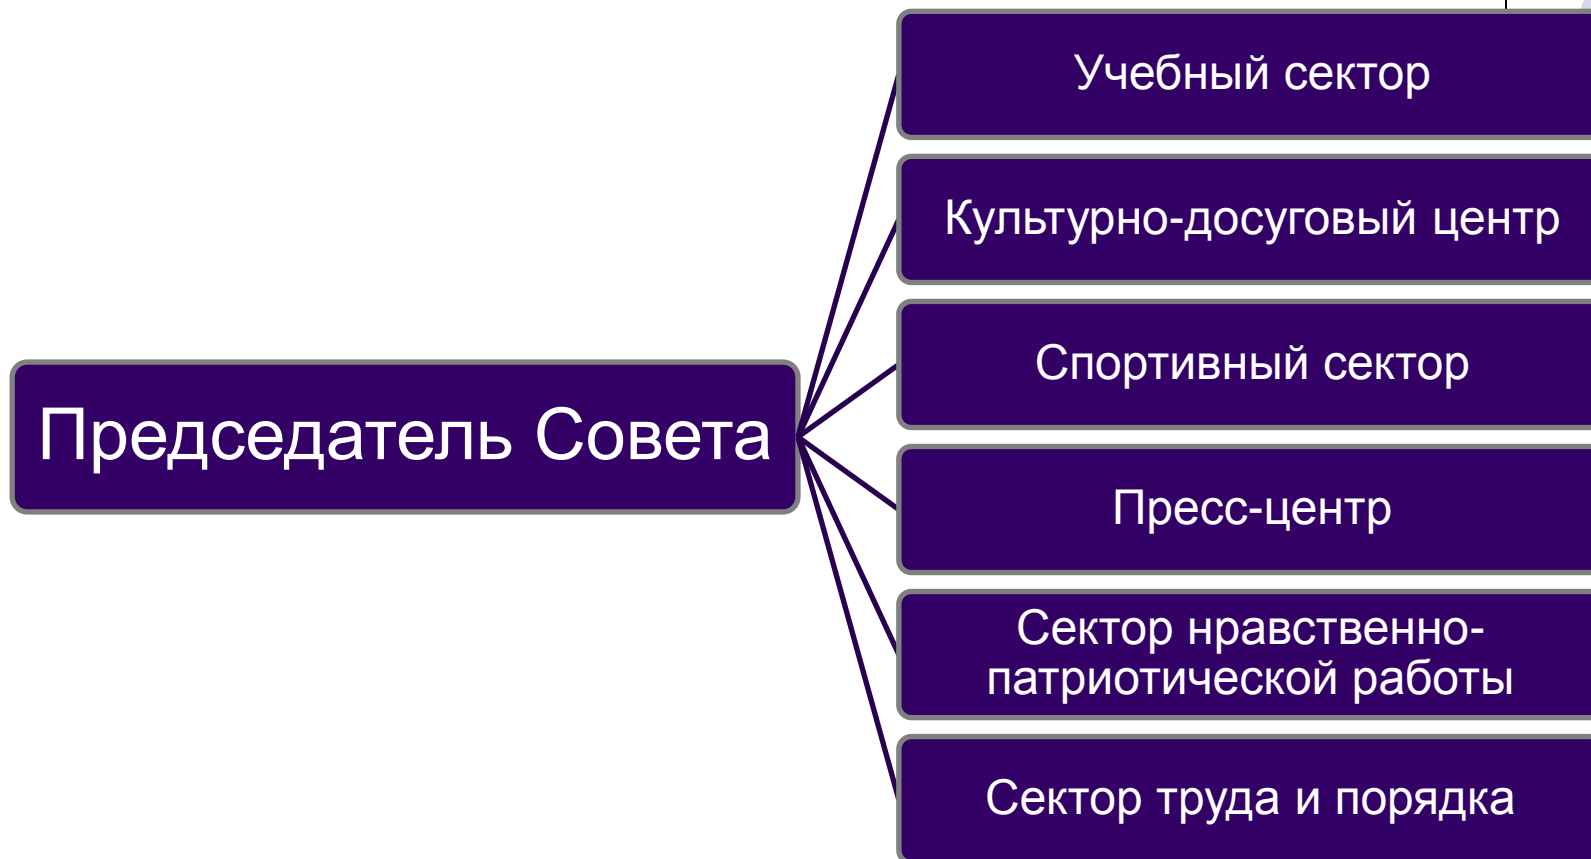 Учебный сектор
Культурно-досуговый центр
Спортивный сектор
Председатель Совета
Пресс-центр
Сектор нравственно-
патриотической работы
Сектор труда и порядка